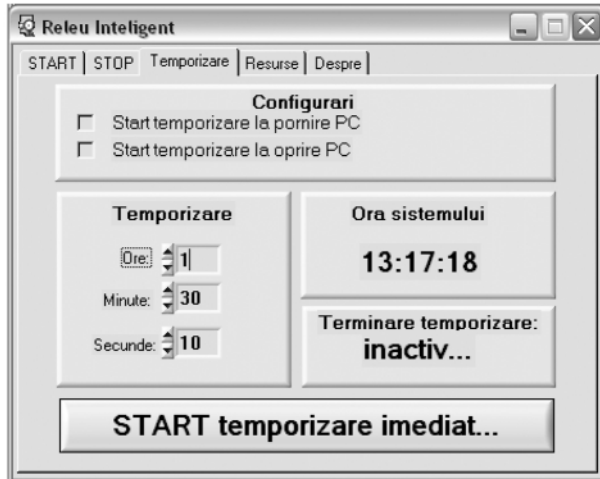 Releu Inteligent
START STOP Temporizare Resurse Despre
Configurari
Start temporizare la pornire PC
Start temporizare la oprire PC
Temporizare
Ore: 1
Minute: 30
Secunde: 10
Ora sistemului
13:17:18
Terminare temporizare:
inactiv...
START temporizare imediat...